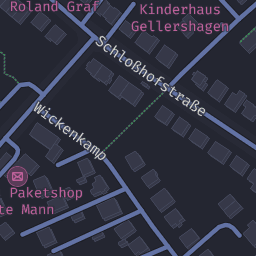 Roland Graf
Kinderhaus
Gellershagen
Schloßhofstraße
Wickenkamp
Paketshop
te Mann